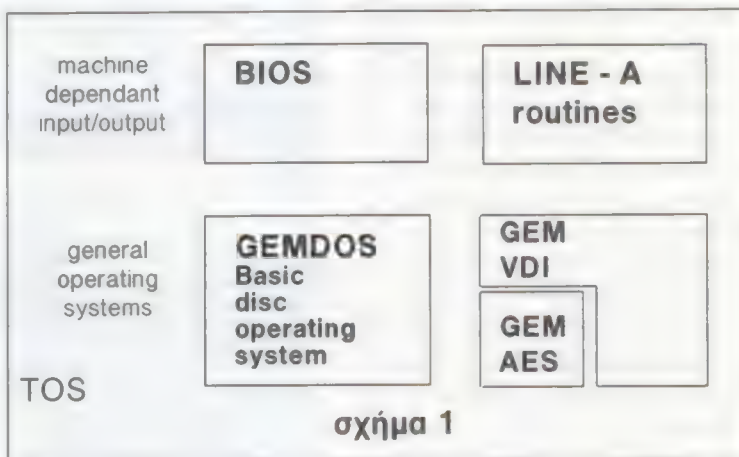 machine
dependant
input/output
BIOS
LINE - A
routines
general
operating
systems
GEMDOS
Basic
disc
operating
system
GEM
VDI
GEM
AES
TOS
σχήμα 1